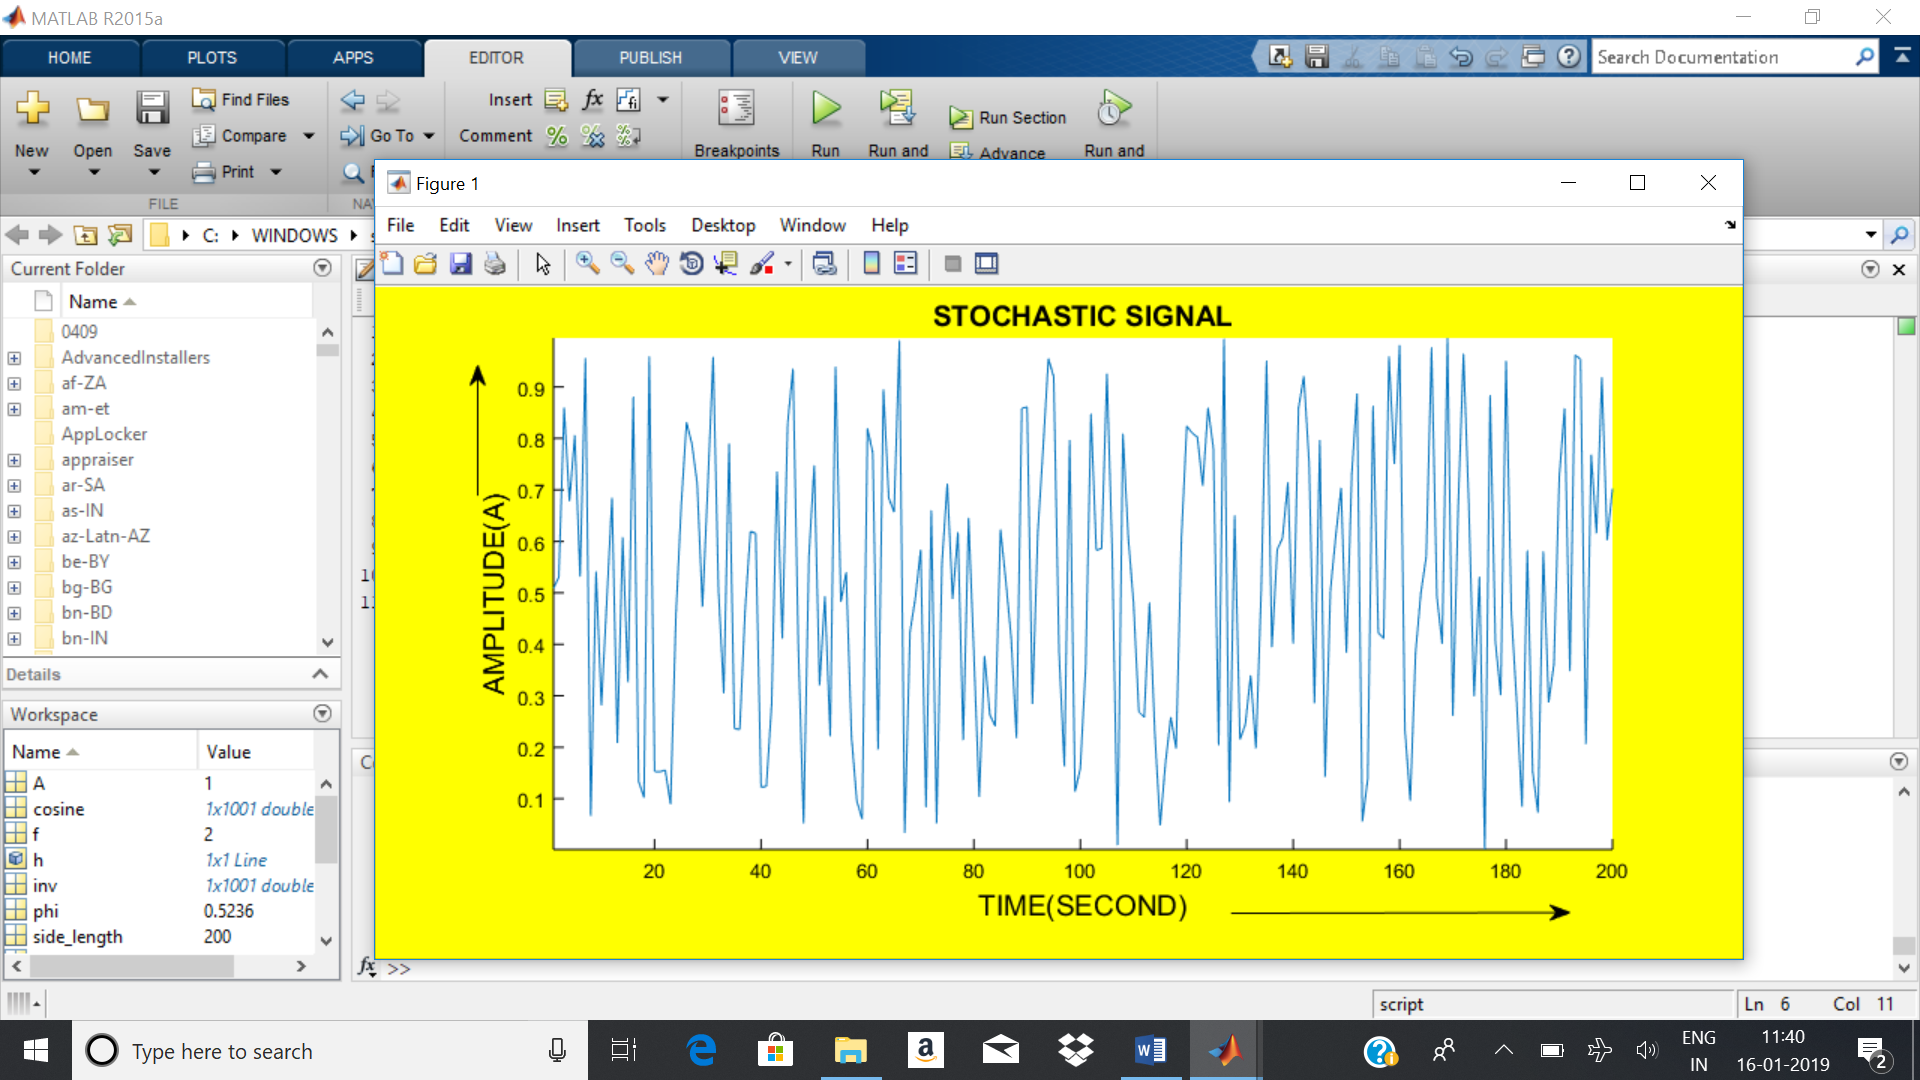 MATLAB R2015a
HOME PLOTS APPS EDITOR PUBLISH VIEW
Search Documentation
Find Files
Compare
Print
New Open Save
FILE
Go To
Insert
Comment
Breakpoints
Run
Run and
Run Section
Advance
Run and
NA
C: WINDOWS
Figure 1
File Edit View Insert Tools Desktop Window Help
Current Folder
Name
0409
AdvancedInstallers
af-ZA
am-et
AppLocker
appraiser
ar-SA
as-IN
az-Latn-AZ
be-BY
bg-BG
bn-BD
bn-IN
Details
Workspace
Name Value
A 1
cosine 1x1001 double
f 2
h 1x1 Line
inv 1x1001 double
phi 0.5236
side_length 200
STOCHASTIC SIGNAL
AMPLITUDE(A)
0.9
0.8
0.7
0.6
0.5
0.4
0.3
0.2
0.1
20 40 60 80 100 120 140 160 180 200
TIME(SECOND)
fx >>
script
Ln 6 Col 11
Type here to search
ENG
IN
11:40
16-01-2019
2